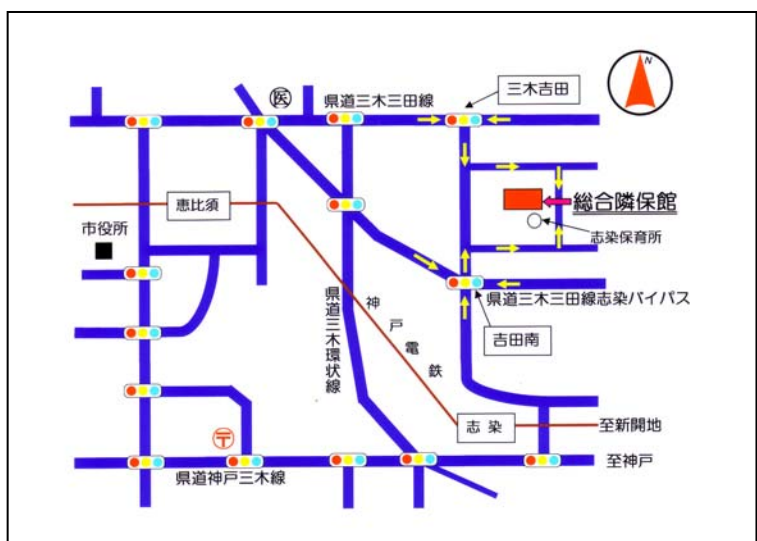 N
医
県道三木三田線
三木吉田
恵比須
総合隣保館
市役所
志染保育所
県道三木三田線志染バイパス
県道三木環状線
神戸電鉄
吉田南
〒
志染
至新開地
県道神戸三木線
至神戸